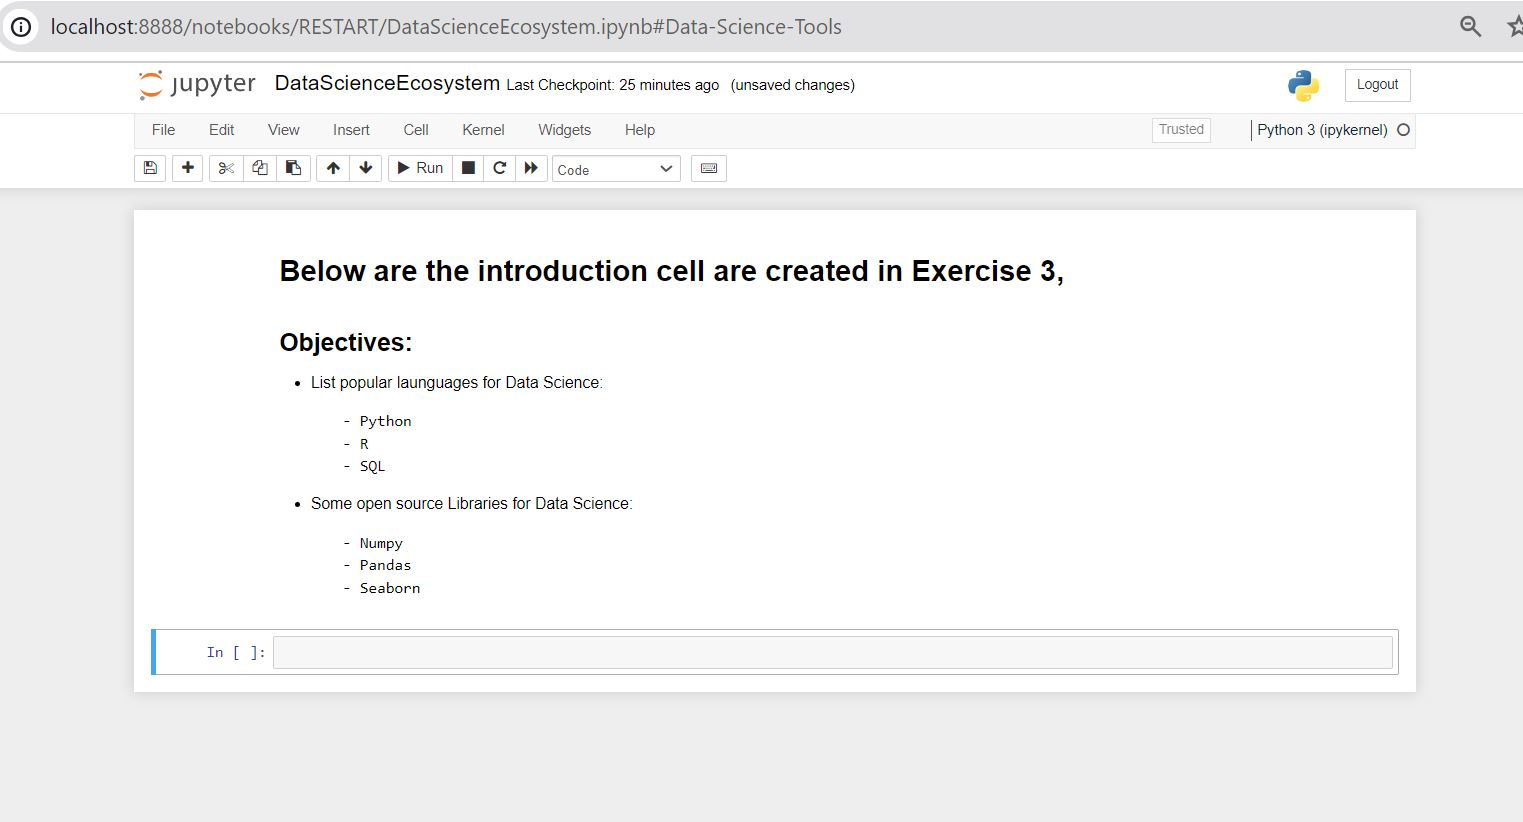 localhost:8888/notebooks/RESTART/DataScienceEcosystem.ipynb#Data-Science-Tools
jupyter DataScienceEcosystem Last Checkpoint: 25 minutes ago (unsaved changes) Logout
File Edit View Insert Cell Kernel Widgets Help Trusted Python 3 (ipykernel)
Run Code
Below are the introduction cell are created in Exercise 3,
Objectives:
• List popular launguages for Data Science:
- Python
- R
- SQL
• Some open source Libraries for Data Science:
- Numpy
- Pandas
- Seaborn
In [ ]: